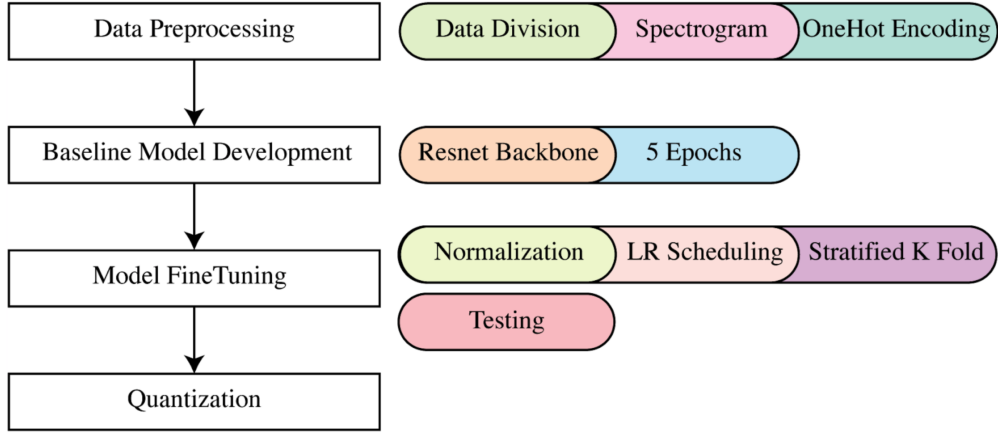 Data Preprocessing
Data Division Spectrogram OneHot Encoding
Baseline Model Development
Resnet Backbone 5 Epochs
Model FineTuning
Normalization LR Scheduling Stratified K Fold
Testing
Quantization